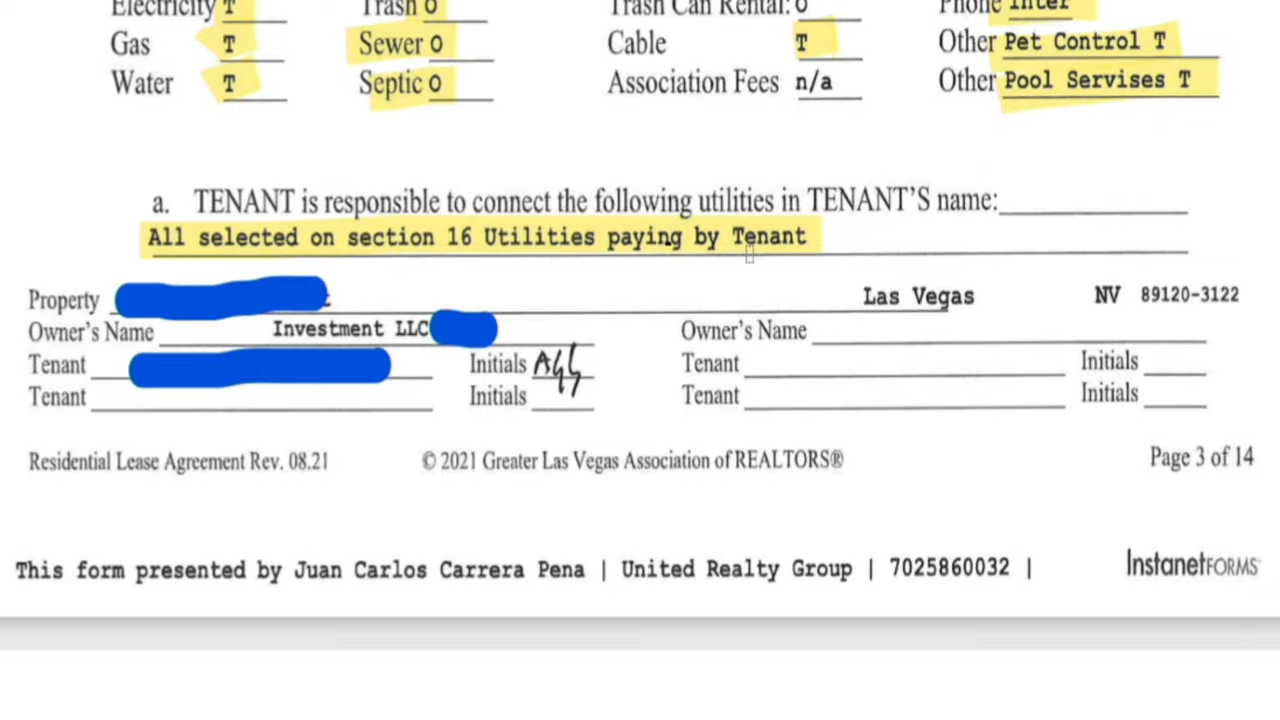 Electricity T Trash O Trash Can Rental: O Phone Inter
Gas T Sewer O Cable T Other Pet Control T
Water T Septic O Association Fees n/a Other Pool Servises T
a. TENANT is responsible to connect the following utilities in TENANT'S name:
All selected on section 16 Utilities paying by Tenant
Property Las Vegas NV 89120-3122
Owner's Name Investment LLC Owner's Name
Tenant Initials Tenant Initials
Tenant Initials Tenant Initials
Residential Lease Agreement Rev. 08.21 © 2021 Greater Las Vegas Association of REALTORS® Page 3 of 14
This form presented by Juan Carlos Carrera Pena | United Realty Group | 7025860032 | InstanetFORMS